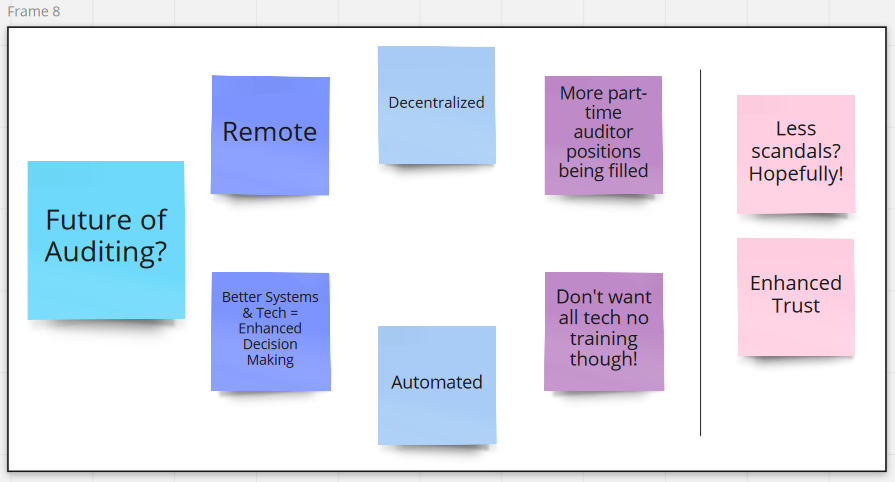 Frame 8
Future of
Auditing?
Remote
Better Systems
& Tech =
Enhanced
Decision
Making
Decentralized
Automated
More part-
time
auditor
positions
being filled
Don't want
all tech no
training
though!
Less
scandals?
Hopefully!
Enhanced
Trust